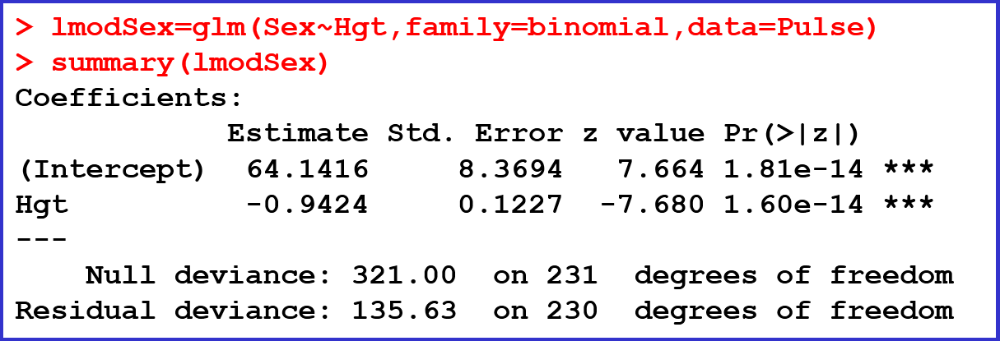 > lmodSex=glm(Sex~Hgt,family=binomial,data=Pulse)
> summary(lmodSex)
Coefficients:
            Estimate Std. Error z value Pr(>|z|)
(Intercept)  64.1416     8.3694   7.664 1.81e-14 ***
Hgt          -0.9424     0.1227  -7.680 1.60e-14 ***
---
    Null deviance: 321.00  on 231  degrees of freedom
Residual deviance: 135.63  on 230  degrees of freedom